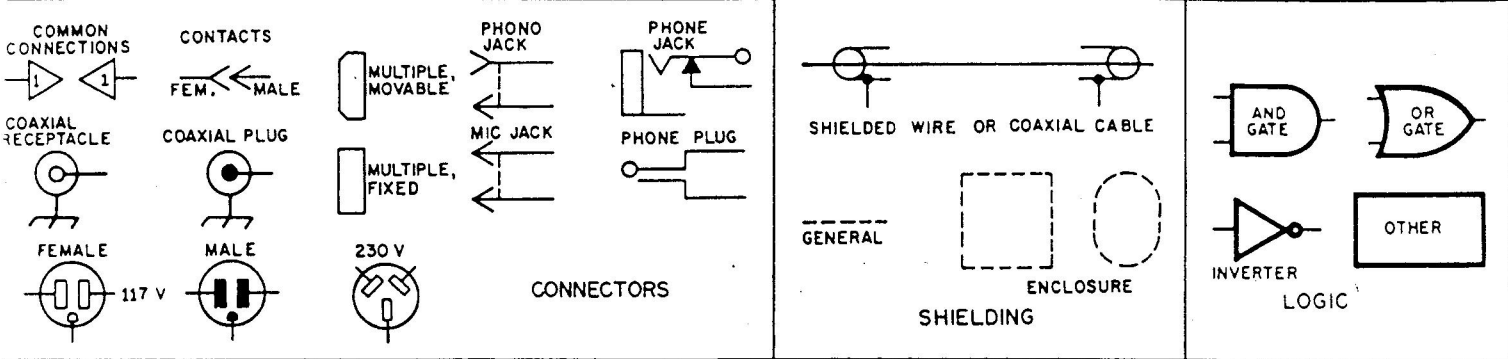 COMMON
CONNECTIONS
1 1
CONTACTS
FEM. MALE
MULTIPLE,
MOVABLE
PHONO
JACK
PHONE
JACK
COAXIAL
RECEPTACLE
COAXIAL PLUG
MULTIPLE,
FIXED
MIC JACK
PHONE PLUG
FEMALE
117 V
MALE
230 V
CONNECTORS
SHIELDED WIRE OR COAXIAL CABLE
GENERAL
ENCLOSURE
SHIELDING
AND
GATE
OR
GATE
INVERTER
OTHER
LOGIC